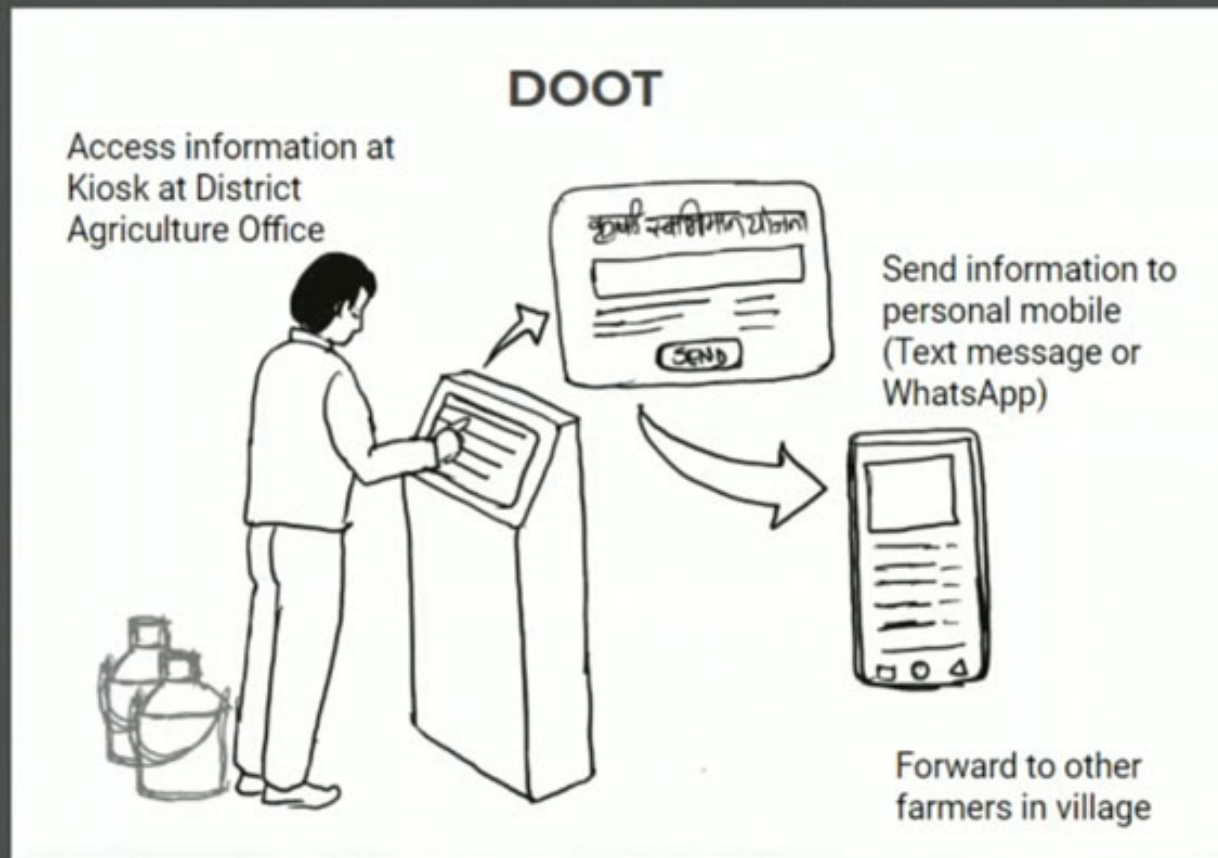 DOOT
Access information at
Kiosk at District
Agriculture Office
कृषी स्वाभिमान योजना
SEND
Send information to
personal mobile
(Text message or
WhatsApp)
Forward to other
farmers in village